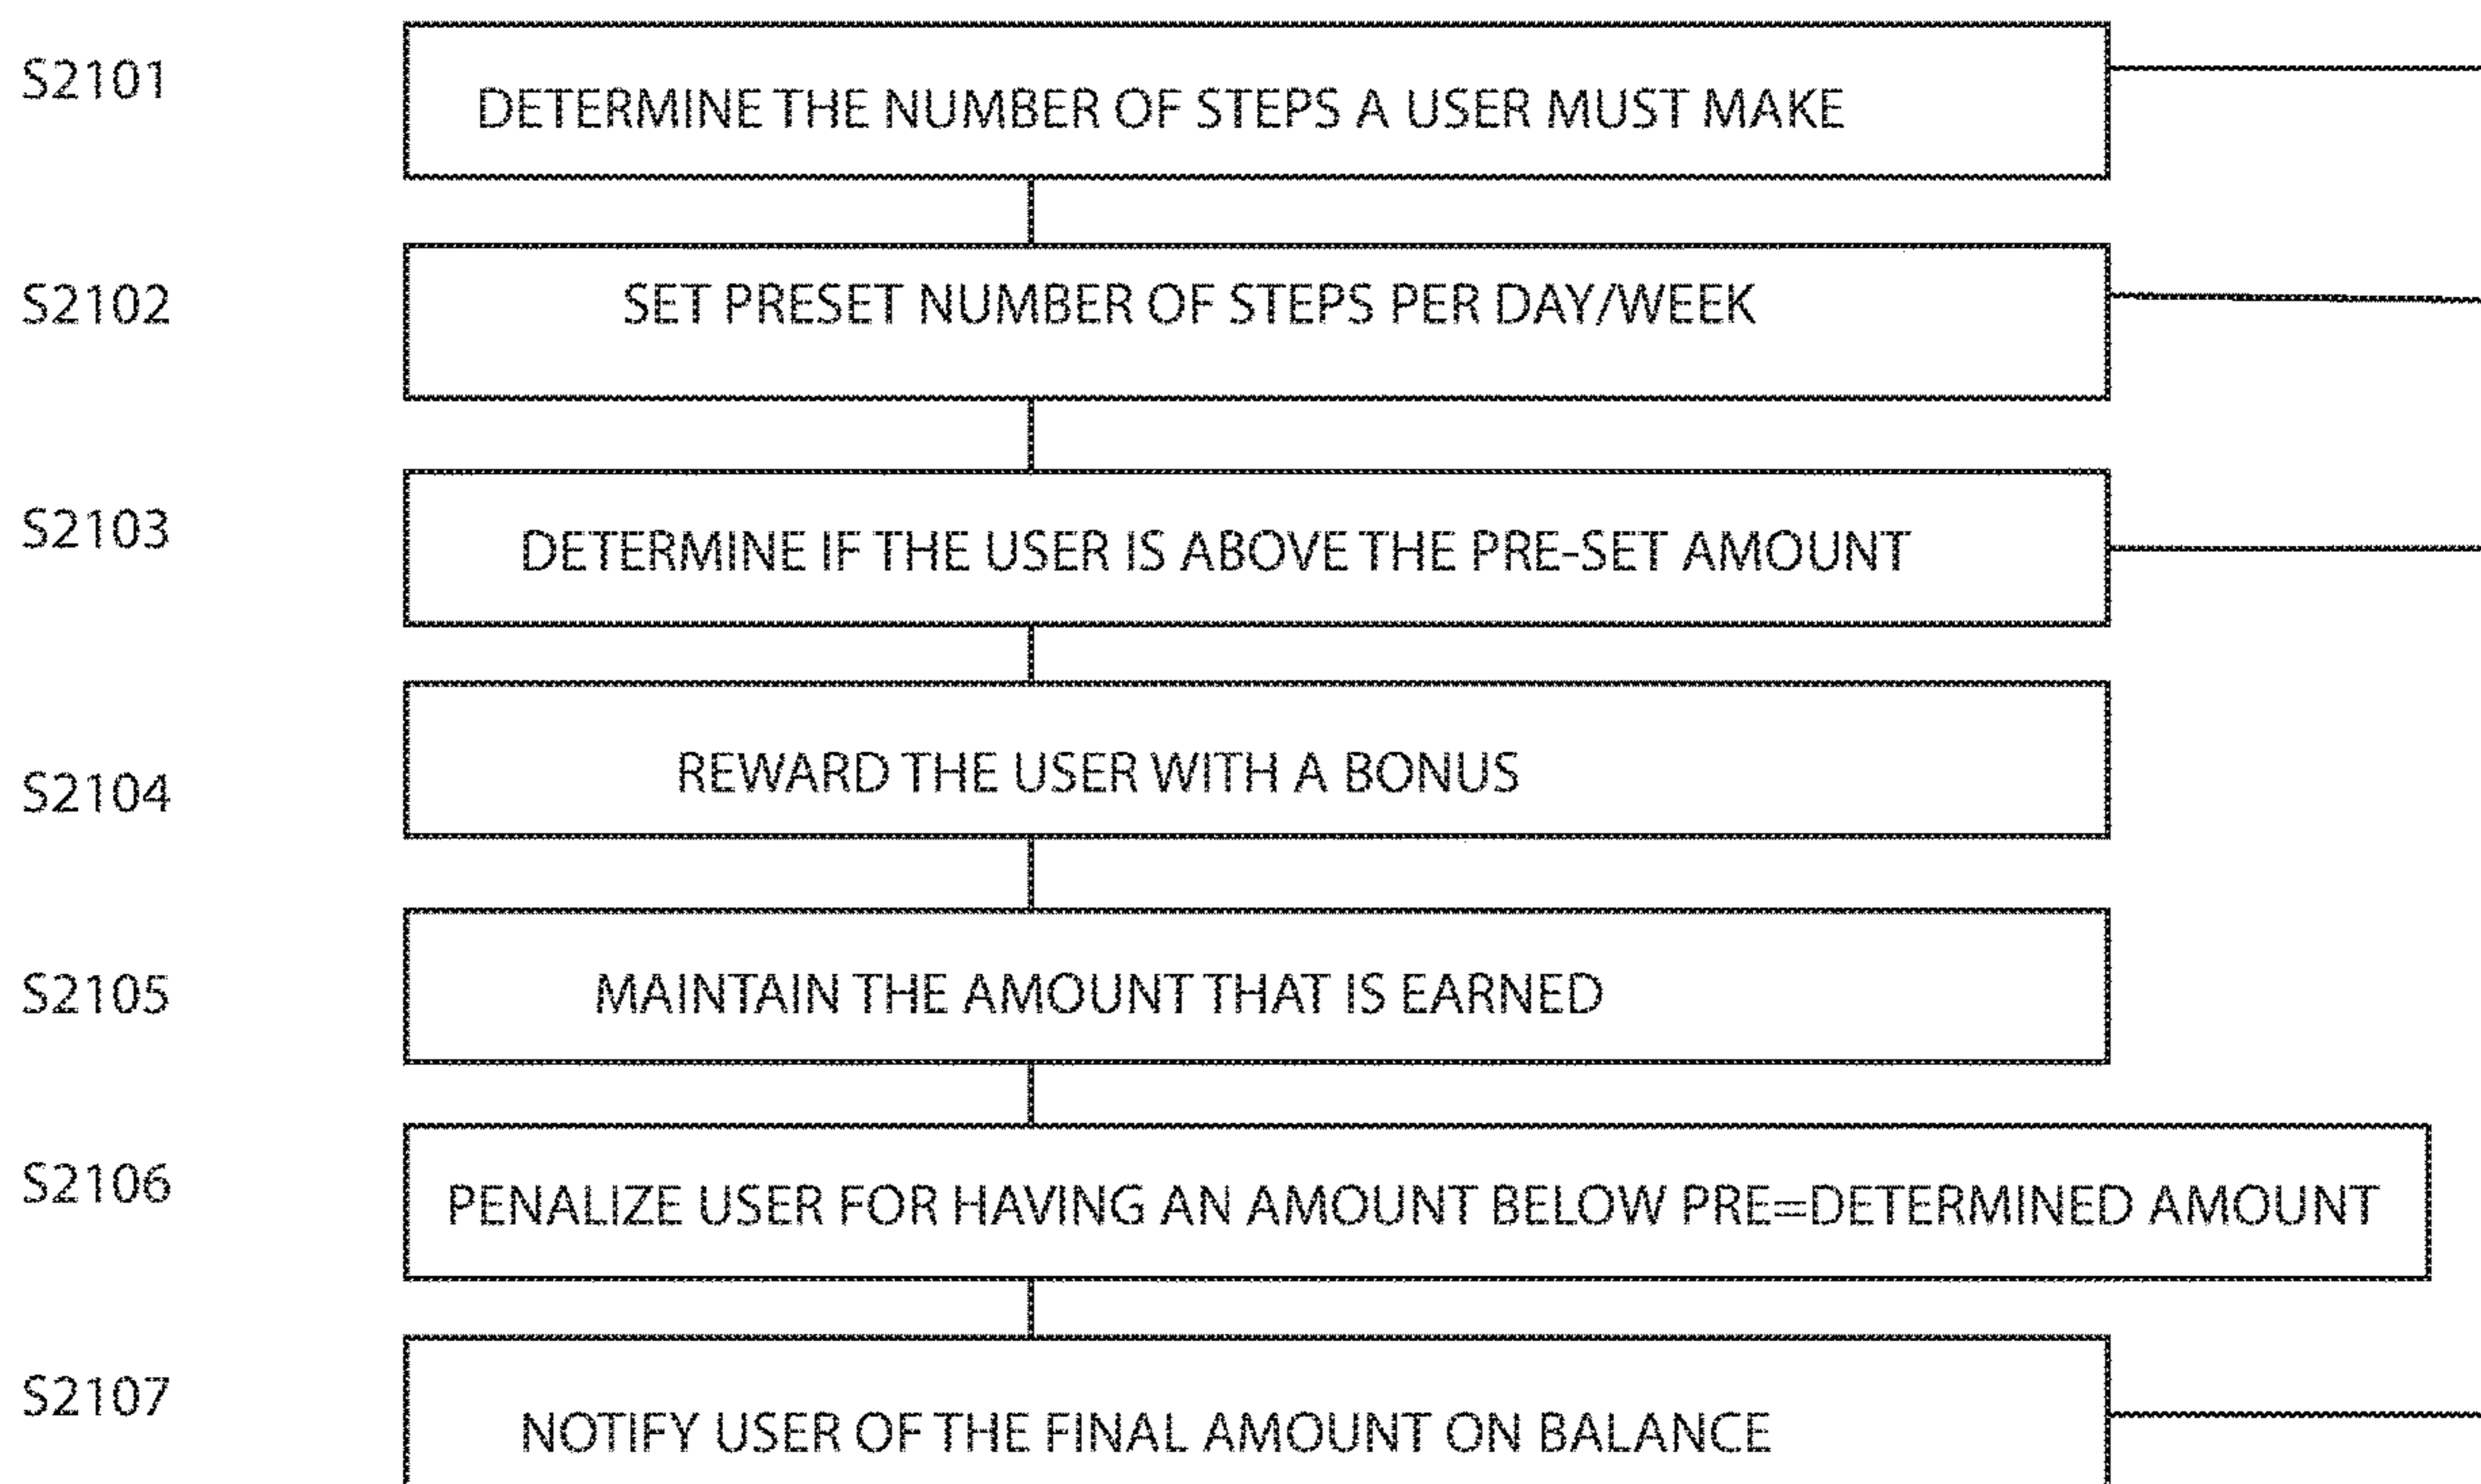 S2101
DETERMINE THE NUMBER OF STEPS A USER MUST MAKE
S2102
SET PRESET NUMBER OF STEPS PER DAY/WEEK
S2103
DETERMINE IF THE USER IS ABOVE THE PRE-SET AMOUNT
S2104
REWARD THE USER WITH A BONUS
S2105
MAINTAIN THE AMOUNT THAT IS EARNED
S2106
PENALIZE USER FOR HAVING AN AMOUNT BELOW PRE=DETERMINED AMOUNT
S2107
NOTIFY USER OF THE FINAL AMOUNT ON BALANCE